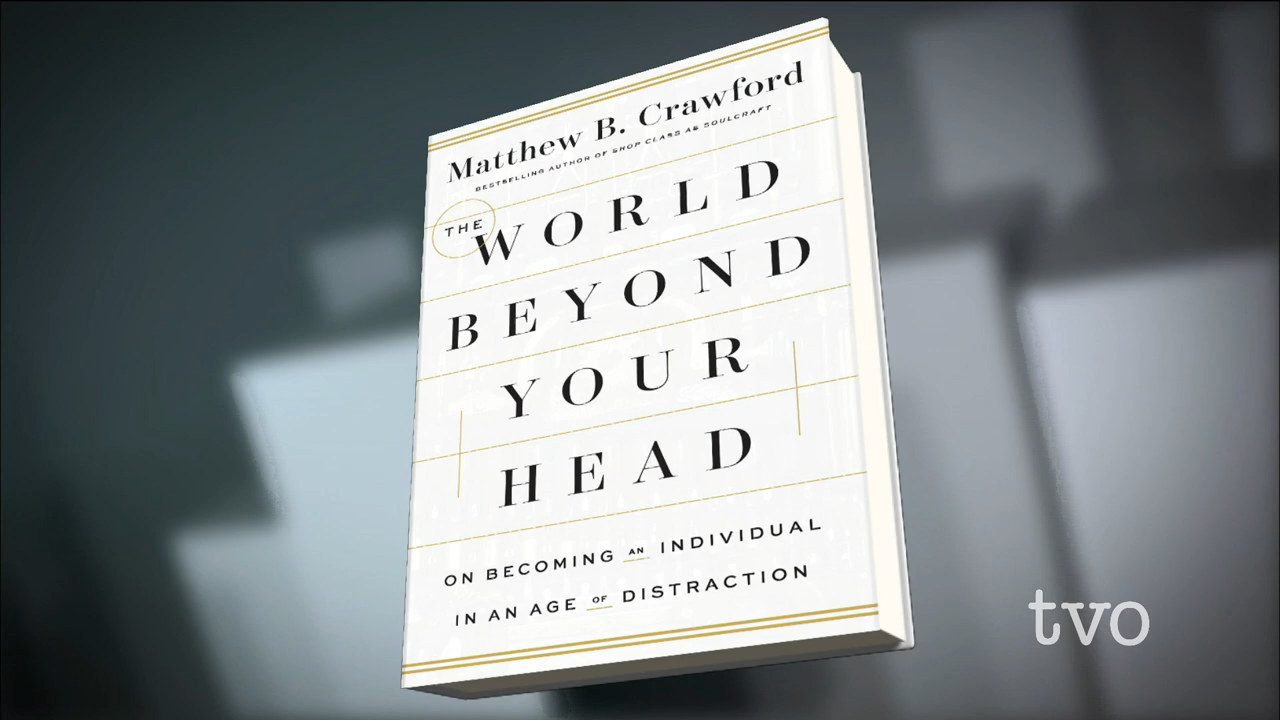 Matthew B. Crawford
BESTSELLING AUTHOR OF SHOP CLASS AS SOULCRAFT
THE
WORLD
BEYOND
YOUR
HEAD
ON BECOMING AN INDIVIDUAL
IN AN AGE OF DISTRACTION
tvo